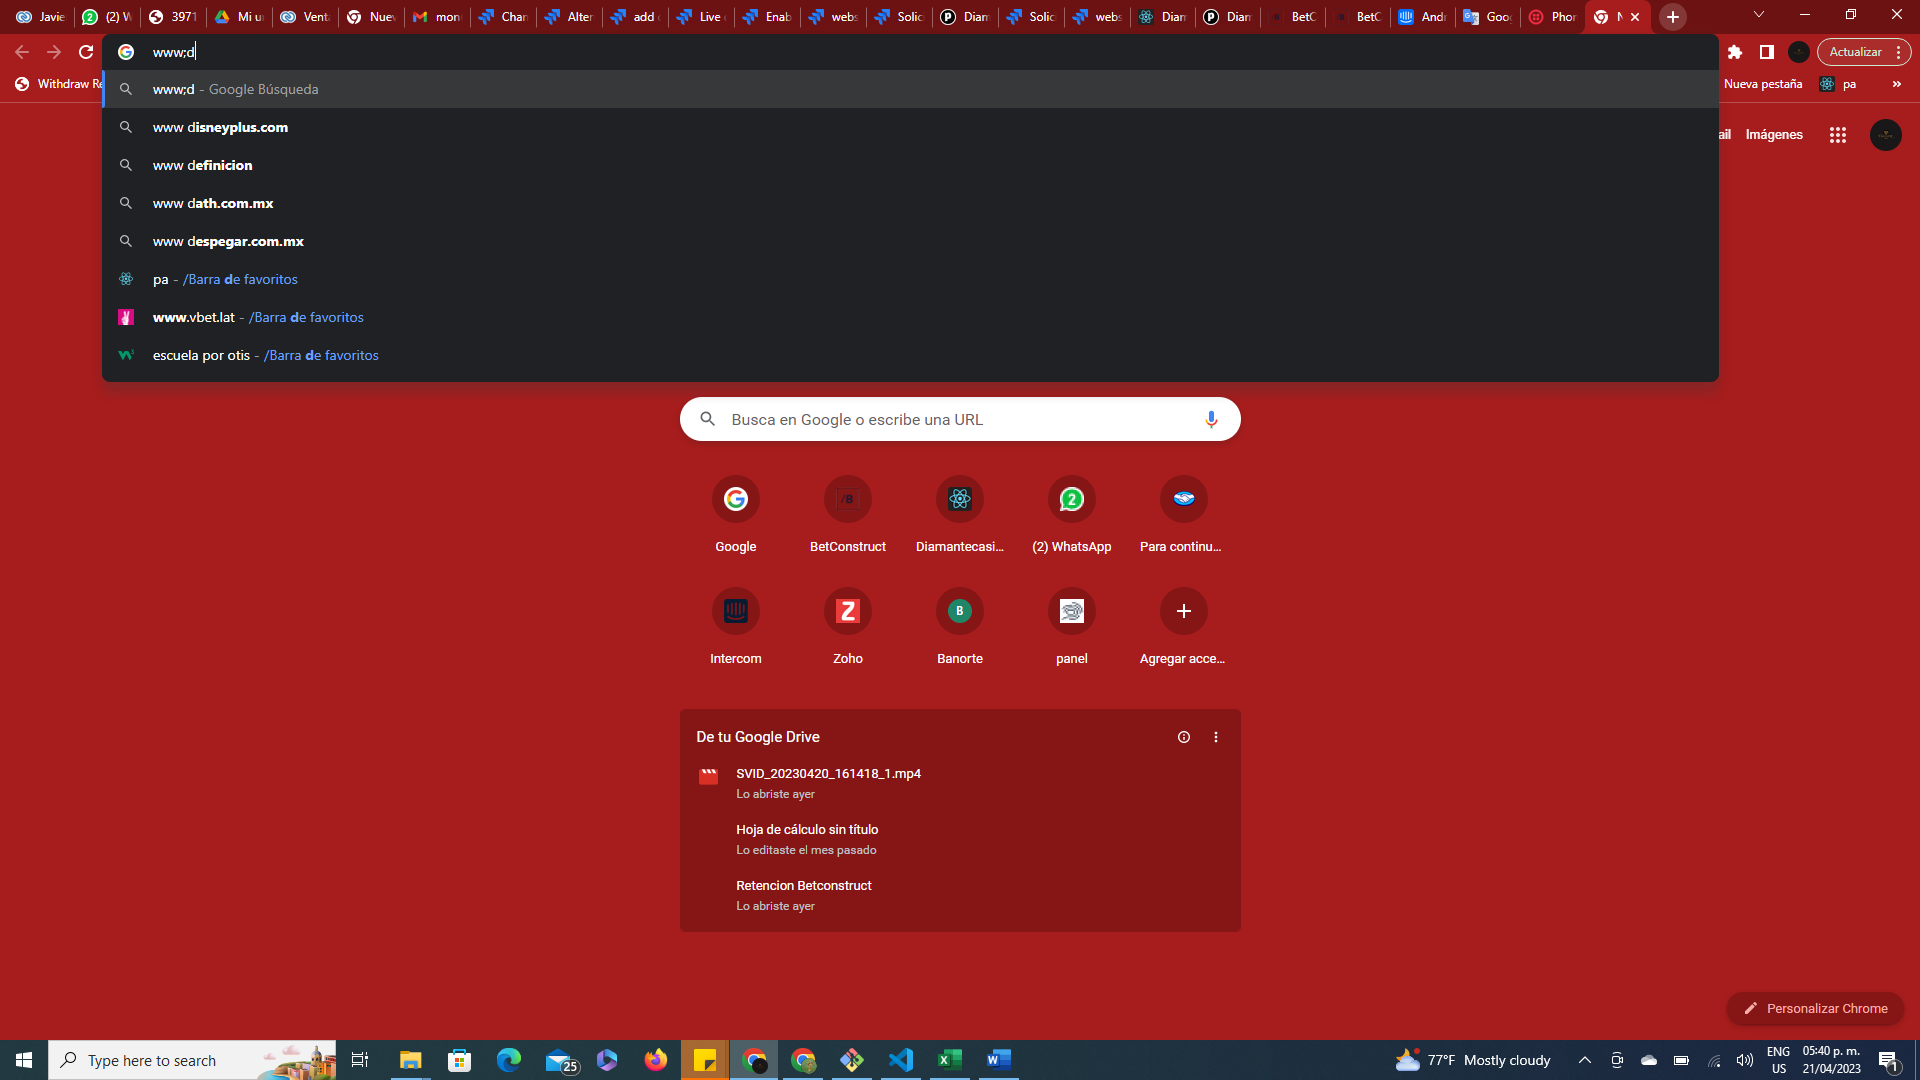 Javie
(2) W
3971
Mi u
Vent
Nuev
mon
Chan
Alter
add c
Live
Enab
webs
Solic
Diam
Solic
webs
Diam
Diam
BetC
BetC
Andr
Goo
Phor
www;d
Actualizar
Withdraw Re
Nueva pestaña
pa
»
www;d - Google Búsqueda
www disneyplus.com
www definicion
www dath.com.mx
www despegar.com.mx
pa - /Barra de favoritos
www.vbet.lat - /Barra de favoritos
escuela por otis - /Barra de favoritos
ail
Imágenes
Busca en Google o escribe una URL
Google
BetConstruct
Diamantecasi...
(2) WhatsApp
Para continu...
Intercom
Zoho
Banorte
panel
Agregar acce...
De tu Google Drive
SVID_20230420_161418_1.mp4
Lo abriste ayer
Hoja de cálculo sin título
Lo editaste el mes pasado
Retencion Betconstruct
Lo abriste ayer
Personalizar Chrome
Type here to search
25
77°F Mostly cloudy
ENG
US
05:40 p. m.
21/04/2023
1